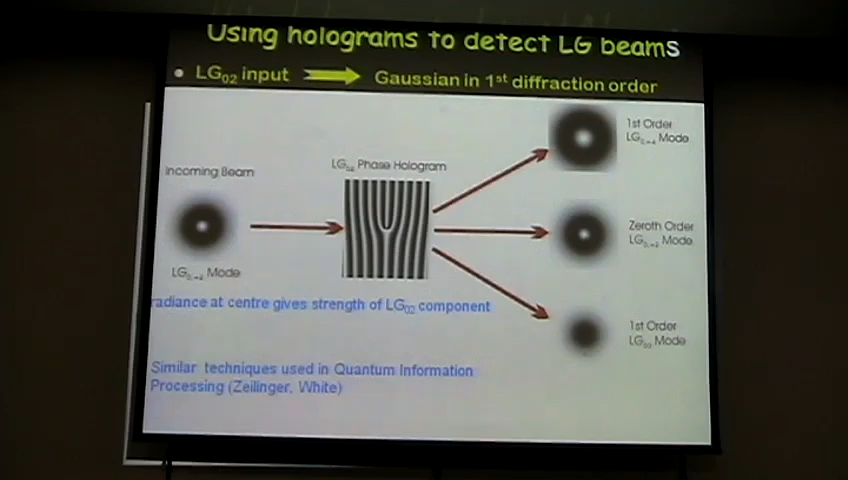 Using holograms to detect LG beams
• LG02 input Gaussian in 1st diffraction order
1st Order
LG0,-4 Mode
LG02 Phase Hologram
Incoming Beam
Zeroth Order
LG0,-2 Mode
LG0,-2 Mode
radiance at centre gives strength of LG02 component
1st Order
LG00 Mode
Similar techniques used in Quantum Information
Processing (Zeilinger, White)